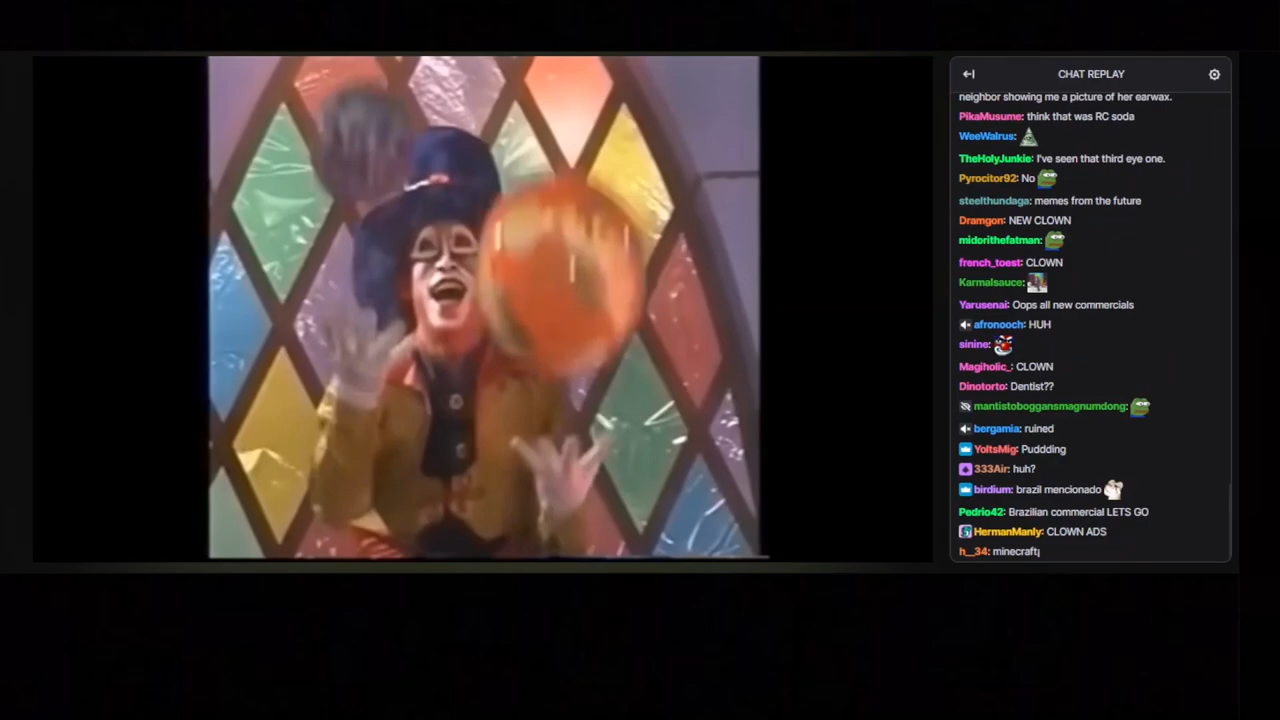 CHAT REPLAY
neighbor showing me a picture of her earwax.
PikaMusume: think that was RC soda
WeeWalrus:
TheHolyJunkie: I've seen that third eye one.
Pyrocitor92: No
steelthundaga: memes from the future
Dramgon: NEW CLOWN
midorithefatman:
french_toest: CLOWN
Karmalsauce:
Yarusenai: Oops all new commercials
afronooch: HUH
sinine:
Magiholic_: CLOWN
Dinotorto: Dentist??
mantistoboggansmagnumdong:
bergamia: ruined
YoltsMig: Puddding
333Air: huh?
birdium: brazil mencionado
Pedrio42: Brazilian commercial LETS GO
HermanManly: CLOWN ADS
h__34: minecraft¡